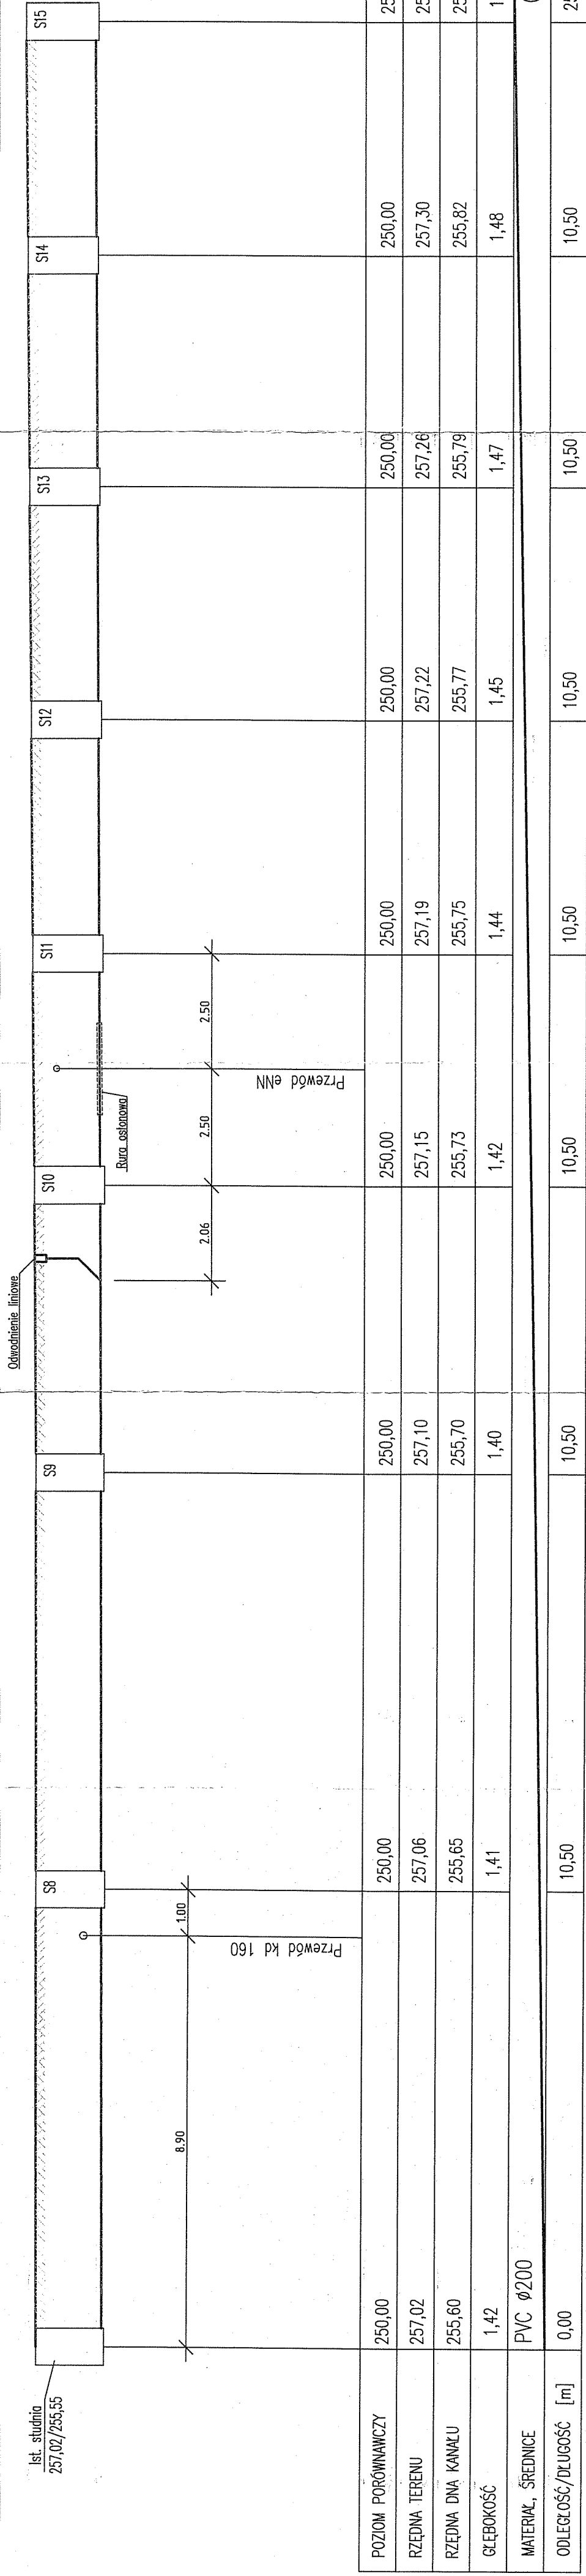 Ist. studnia
257,02/255,55
S8
S9
S10
S11
S12
S13
S14
S15
Odwodnienie liniowe
Rura osłonowa
8.90
1.00
2.06
2.50
2.50
Przewód kd 160
Przewód eNN
POZIOM PORÓWNAWCZY 250,00 250,00 250,00 250,00 250,00 250,00 250,00 250,00 25
RZĘDNA TERENU 257,02 257,06 257,10 257,15 257,19 257,22 257,26 257,30 25
RZĘDNA DNA KANAŁU 255,60 255,65 255,70 255,73 255,75 255,77 255,79 255,82 25
GŁĘBOKOŚĆ 1,42 1,41 1,40 1,42 1,44 1,45 1,47 1,48 1
MATERIAŁ, ŚREDNICE PVC ø200
ODLEGŁOŚĆ/DŁUGOŚĆ [m] 0,00 10,50 10,50 10,50 10,50 10,50 10,50 10,50